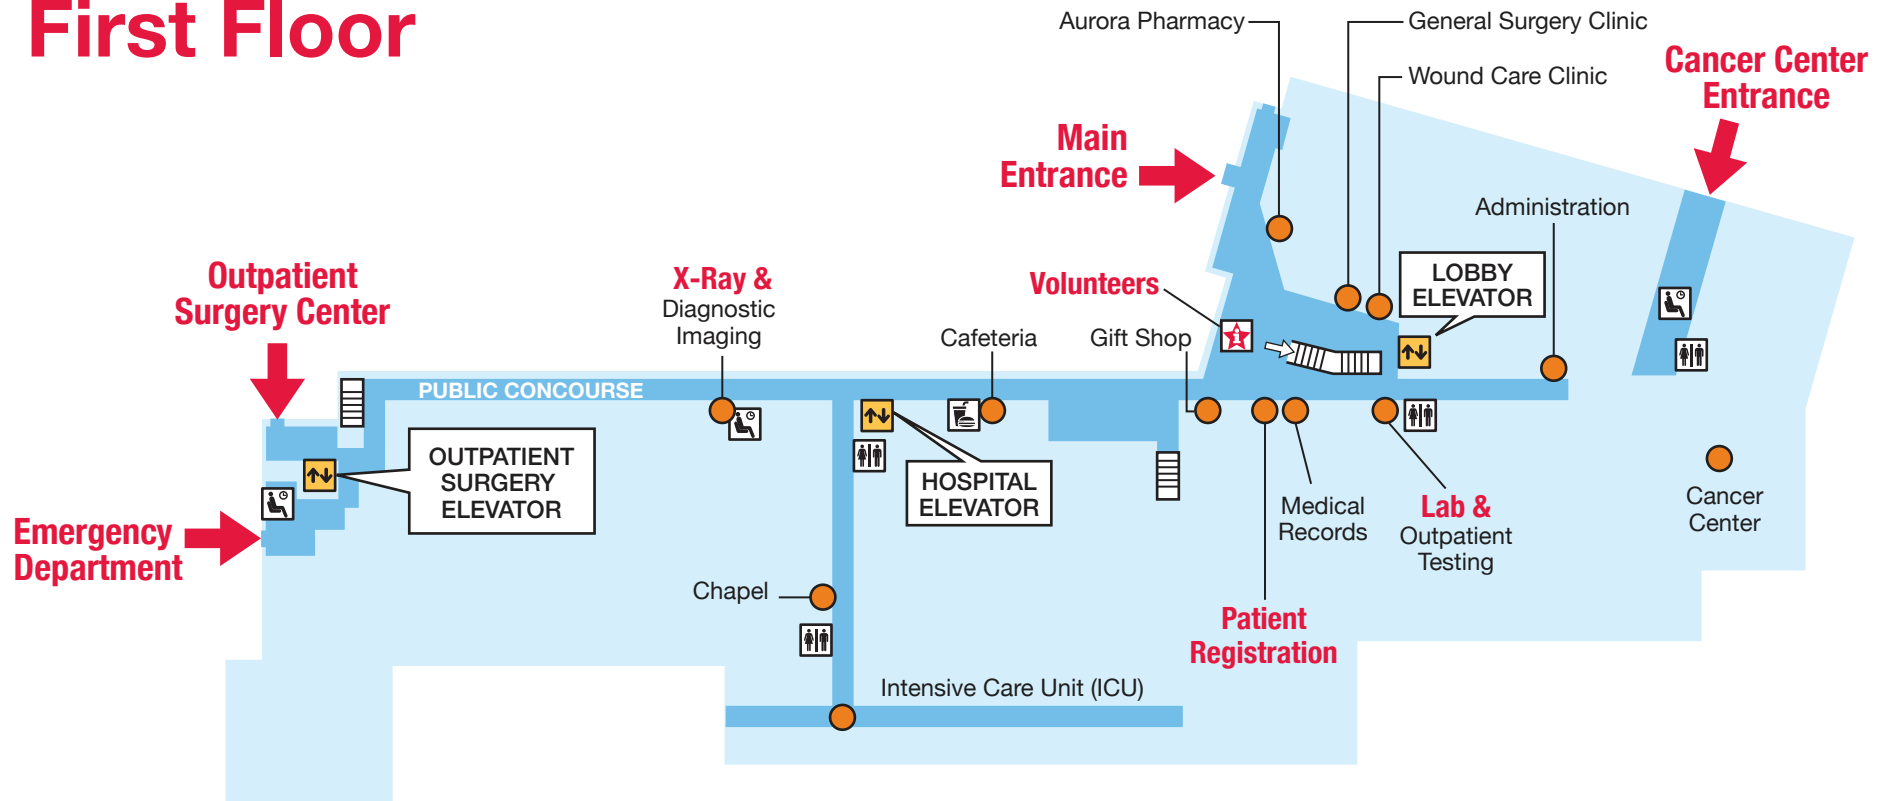 First Floor
Aurora Pharmacy
General Surgery Clinic
Wound Care Clinic
Cancer Center
Entrance
Main
Entrance
Administration
Outpatient
Surgery Center
X-Ray &
Diagnostic
Imaging
Volunteers
LOBBY
ELEVATOR
Cafeteria
Gift Shop
PUBLIC CONCOURSE
OUTPATIENT
SURGERY
ELEVATOR
HOSPITAL
ELEVATOR
Medical
Records
Lab &
Outpatient
Testing
Cancer
Center
Emergency
Department
Chapel
Patient
Registration
Intensive Care Unit (ICU)